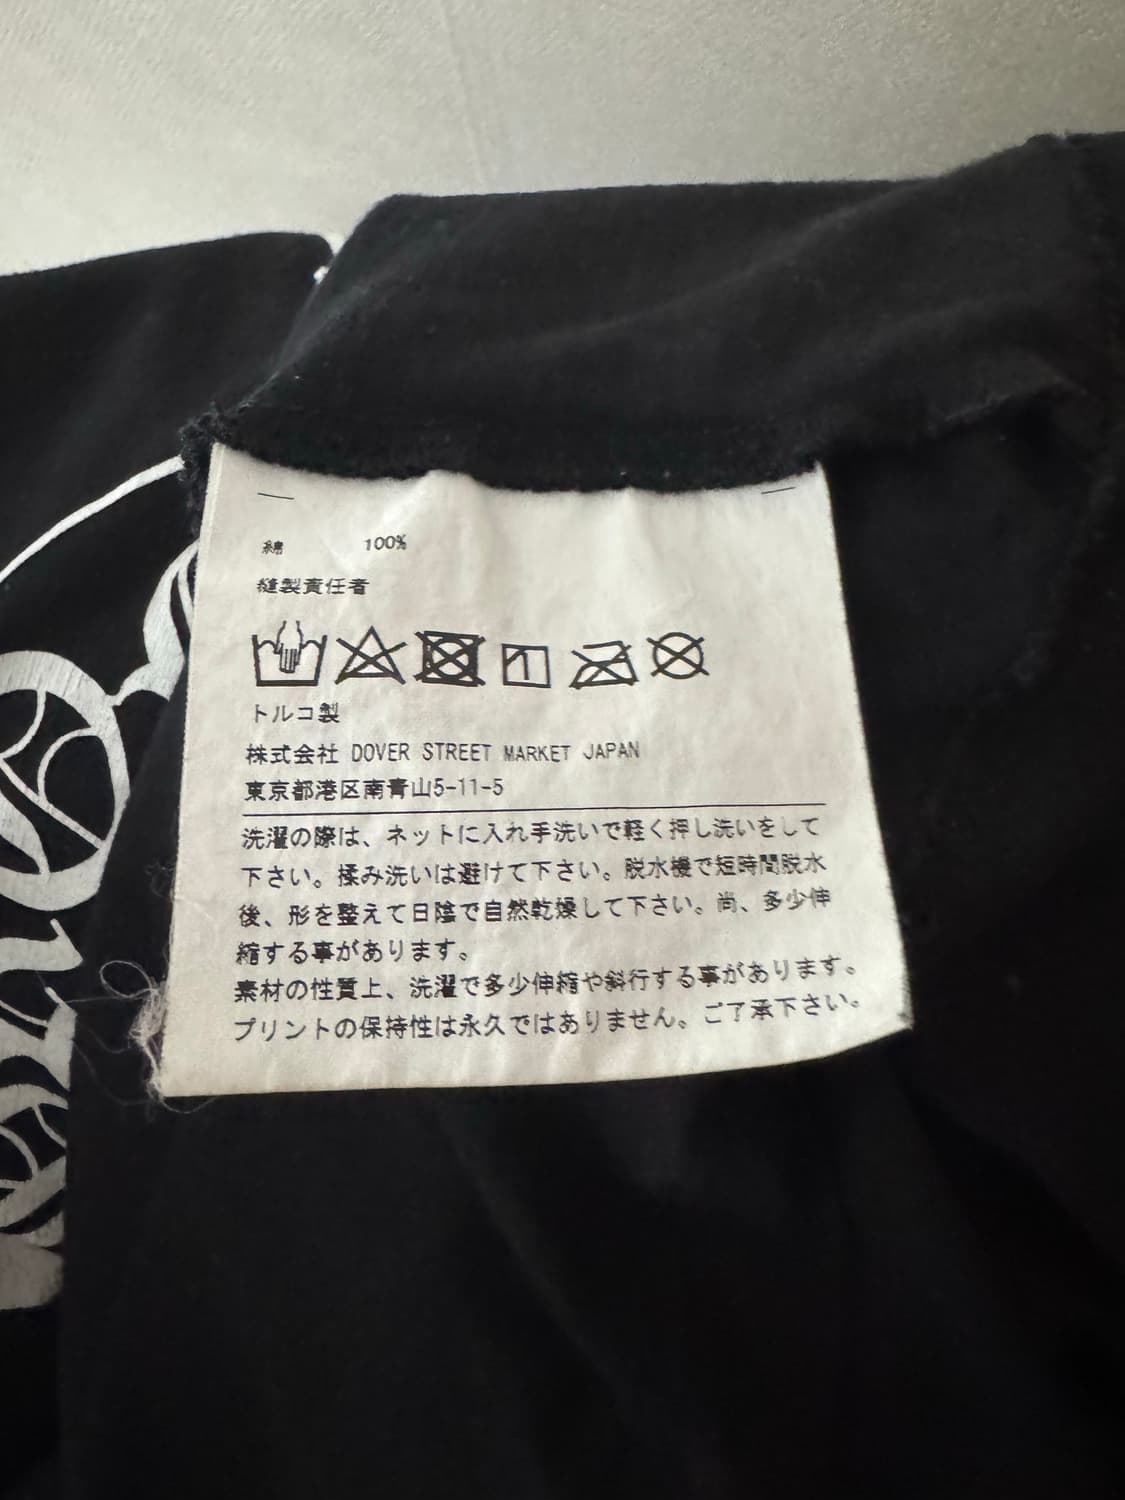 綿 100%
縫製責任者
トルコ製
株式会社 DOVER STREET MARKET JAPAN
東京都港区南青山5-11-5
洗濯の際は、ネットに入れ手洗いで軽く押し洗いをして
下さい。揉み洗いは避けて下さい。脱水機で短時間脱水
後、形を整えて日陰で自然乾燥して下さい。尚、多少伸
縮する事があります。
素材の性質上、洗濯で多少伸縮や斜行する事があります。
プリントの保持性は永久ではありません。ご了承下さい。